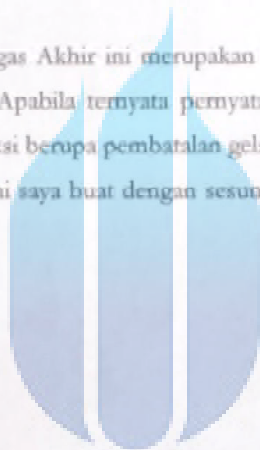 gas Akhir ini merupakan
Apabila ternyata pernyat
si berupa pembatalan gel
i saya buat dengan sesun